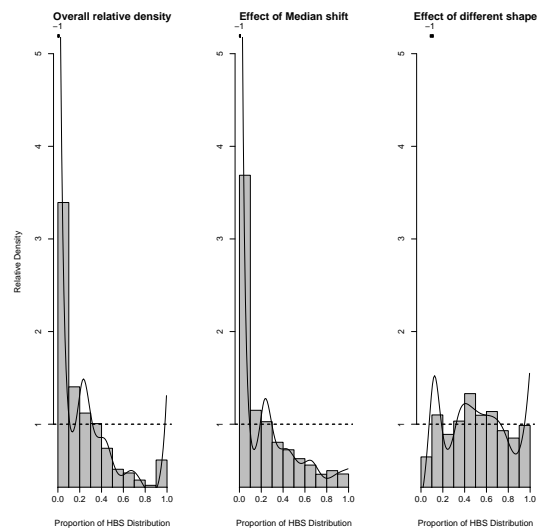 Overall relative density
Effect of Median shift
Effect of different shape
−1
−1
−1
5
4
3
2
1
5
4
3
2
1
5
4
3
2
1
Relative Density
0.0 0.2 0.4 0.6 0.8 1.0
0.0 0.2 0.4 0.6 0.8 1.0
0.0 0.2 0.4 0.6 0.8 1.0
Proportion of HBS Distribution
Proportion of HBS Distribution
Proportion of HBS Distribution